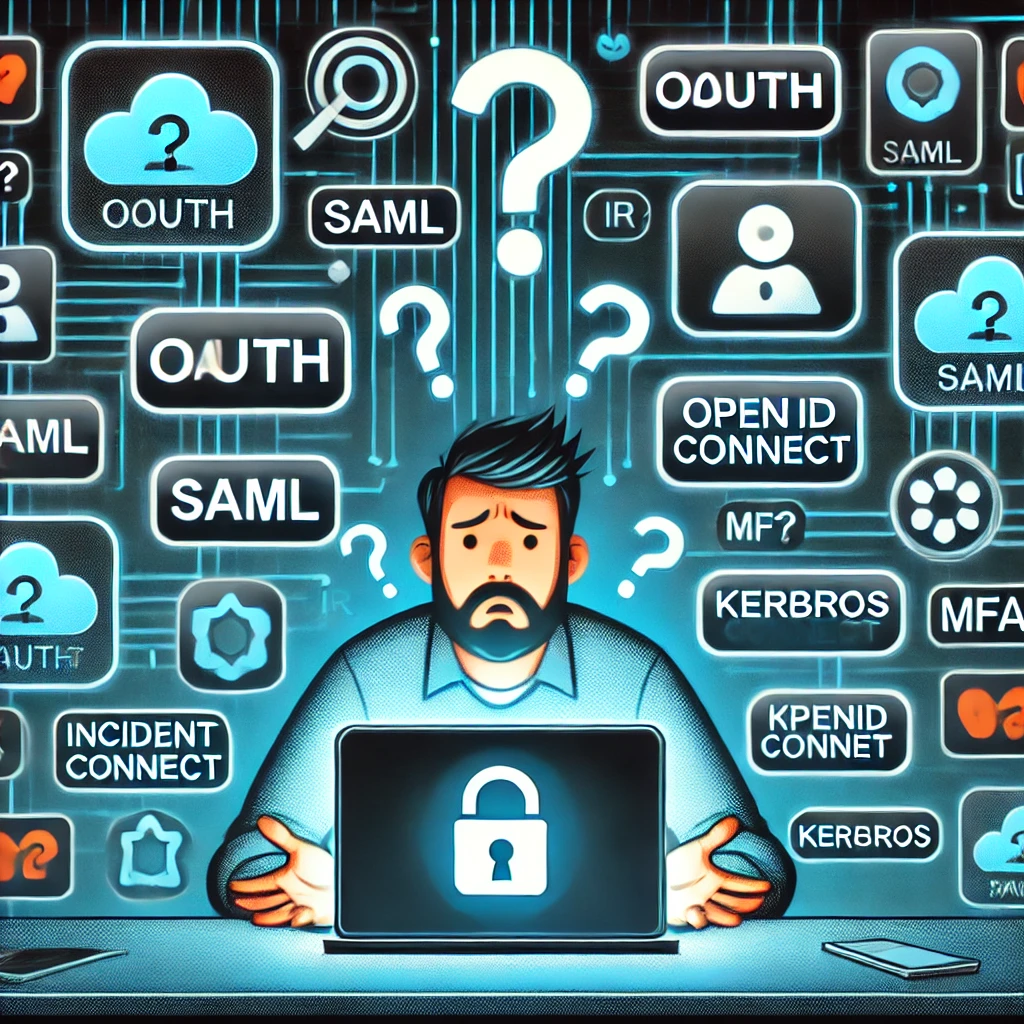 OOUTH
SAML
SAML
IR
OAUTH
SAML
AML
OPEN ID
CONNECT
SAML
MF?
KERBROS
MFA
AUTH
INCIDENT
CONNECT
KPENID
CONNET
KERBROS